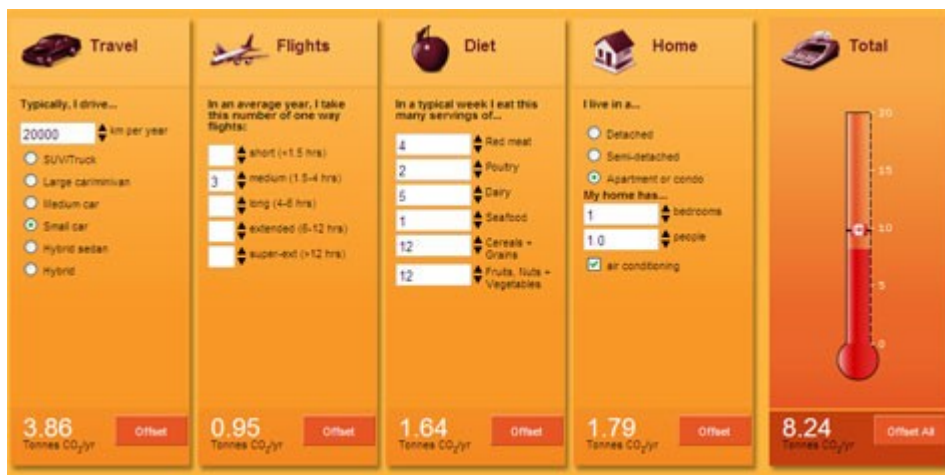 Travel
Typically, I drive...
20000 km per year
SUV/Truck
Large car/minivan
Medium car
Small car
Hybrid sedan
Hybrid
3.86
Tonnes CO2/yr
Offset
Flights
In an average year, I take
this number of one way
flights:
short (<1.5 hrs)
3 medium (1.5-4 hrs)
long (4-6 hrs)
extended (6-12 hrs)
super-ext (>12 hrs)
0.95
Tonnes CO2/yr
Offset
Diet
In a typical week I eat this
many servings of...
4 Red meat
2 Poultry
5 Dairy
1 Seafood
12 Cereals +
Grains
12 Fruits, Nuts +
Vegetables
1.64
Tonnes CO2/yr
Offset
Home
I live in a...
Detached
Semi-detached
Apartment or condo
My home has...
1 bedrooms
1.0 people
air conditioning
1.79
Tonnes CO2/yr
Offset
Total
20
15
10
5
0
8.24
Tonnes CO2/yr
Offset All